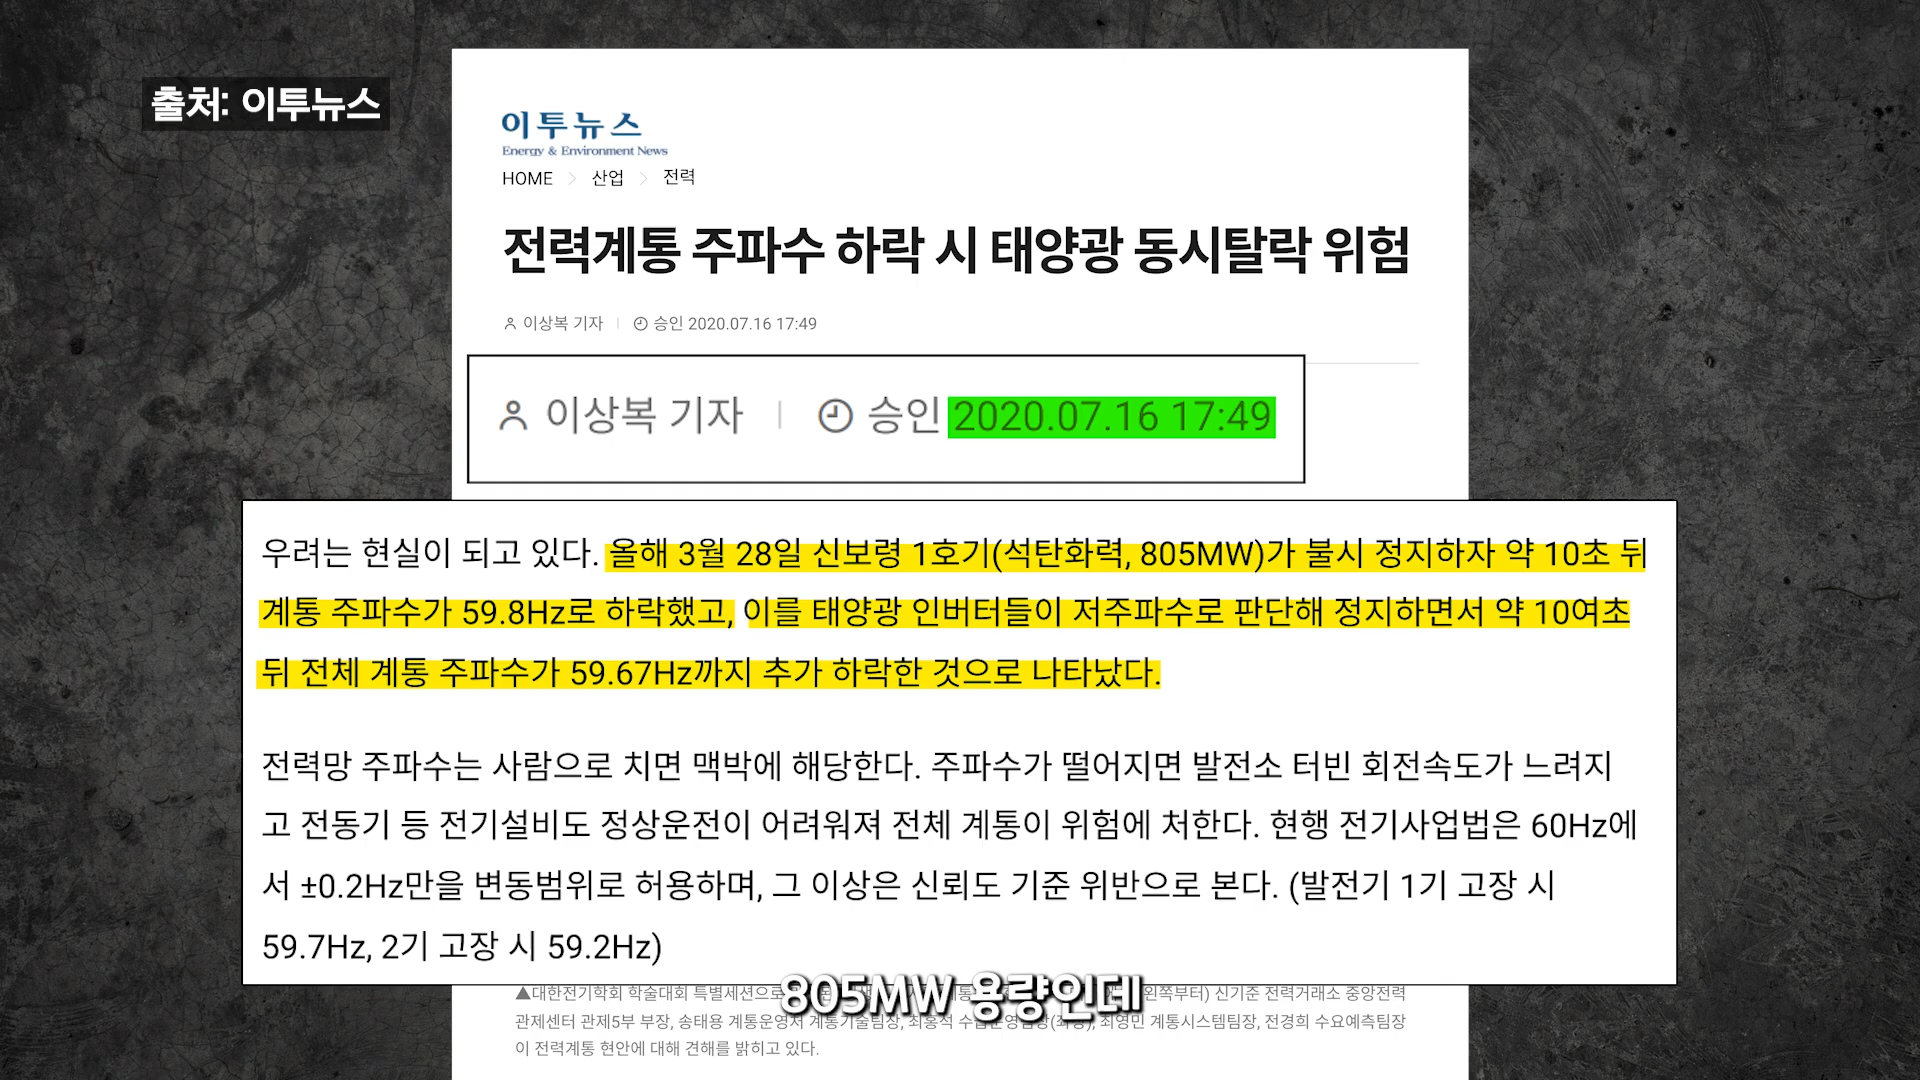 출처: 이투뉴스
이투뉴스
Energy & Environment News
HOME > 산업 > 전력
전력계통 주파수 하락 시 태양광 동시탈락 위험
이상복 기자 | 승인 2020.07.16 17:49
이상복 기자 | 승인 2020.07.16 17:49
우려는 현실이 되고 있다. 올해 3월 28일 신보령 1호기(석탄화력, 805MW)가 불시 정지하자 약 10초 뒤
계통 주파수가 59.8Hz로 하락했고, 이를 태양광 인버터들이 저주파수로 판단해 정지하면서 약 10여초
뒤 전체 계통 주파수가 59.67Hz까지 추가 하락한 것으로 나타났다.
전력망 주파수는 사람으로 치면 맥박에 해당한다. 주파수가 떨어지면 발전소 터빈 회전속도가 느려지
고 전동기 등 전기설비도 정상운전이 어려워져 전체 계통이 위험에 처한다. 현행 전기사업법은 60Hz에
서 ±0.2Hz만을 변동범위로 허용하며, 그 이상은 신뢰도 기준 위반으로 본다. (발전기 1기 고장 시
59.7Hz, 2기 고장 시 59.2Hz)
805MW 용량인데
▲대한전기학회 학술대회 특별세션으로 신기준 전력거래소 중앙전력
관제센터 관제5부 부장, 송태용 계통운영처 계통기술팀장, 최홍석 최영민 계통시스템팀장, 전경희 수요예측팀장
이 전력계통 현안에 대해 견해를 밝히고 있다.